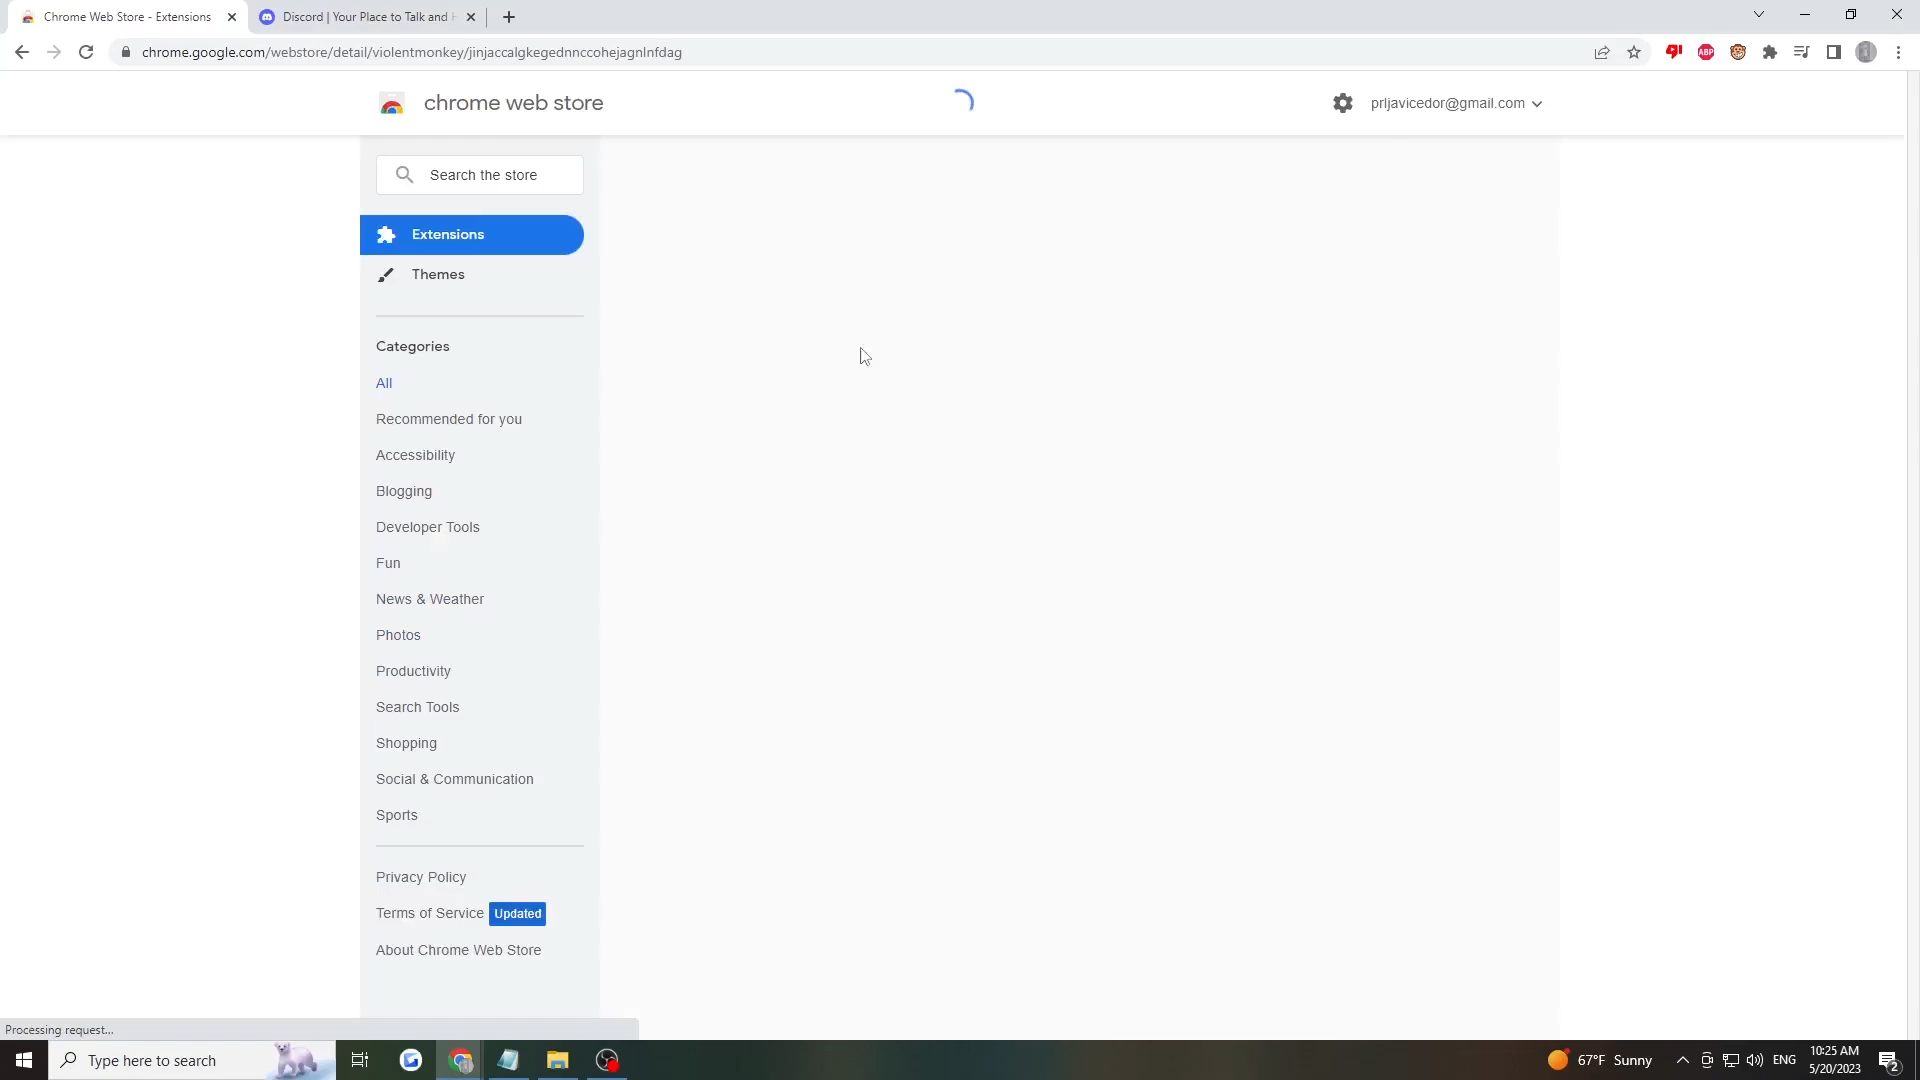 Chrome Web Store - Extensions
Discord | Your Place to Talk and H
chrome.google.com/webstore/detail/violentmonkey/jinjaccalgkegednnccohejagnlnfdag
ABP
chrome web store
prljavicedor@gmail.com
Search the store
Extensions
Themes
Categories
All
Recommended for you
Accessibility
Blogging
Developer Tools
Fun
News & Weather
Photos
Productivity
Search Tools
Shopping
Social & Communication
Sports
Privacy Policy
Terms of Service Updated
About Chrome Web Store
Processing request...
Type here to search
67°F Sunny
ENG
10:25 AM
5/20/2023
2